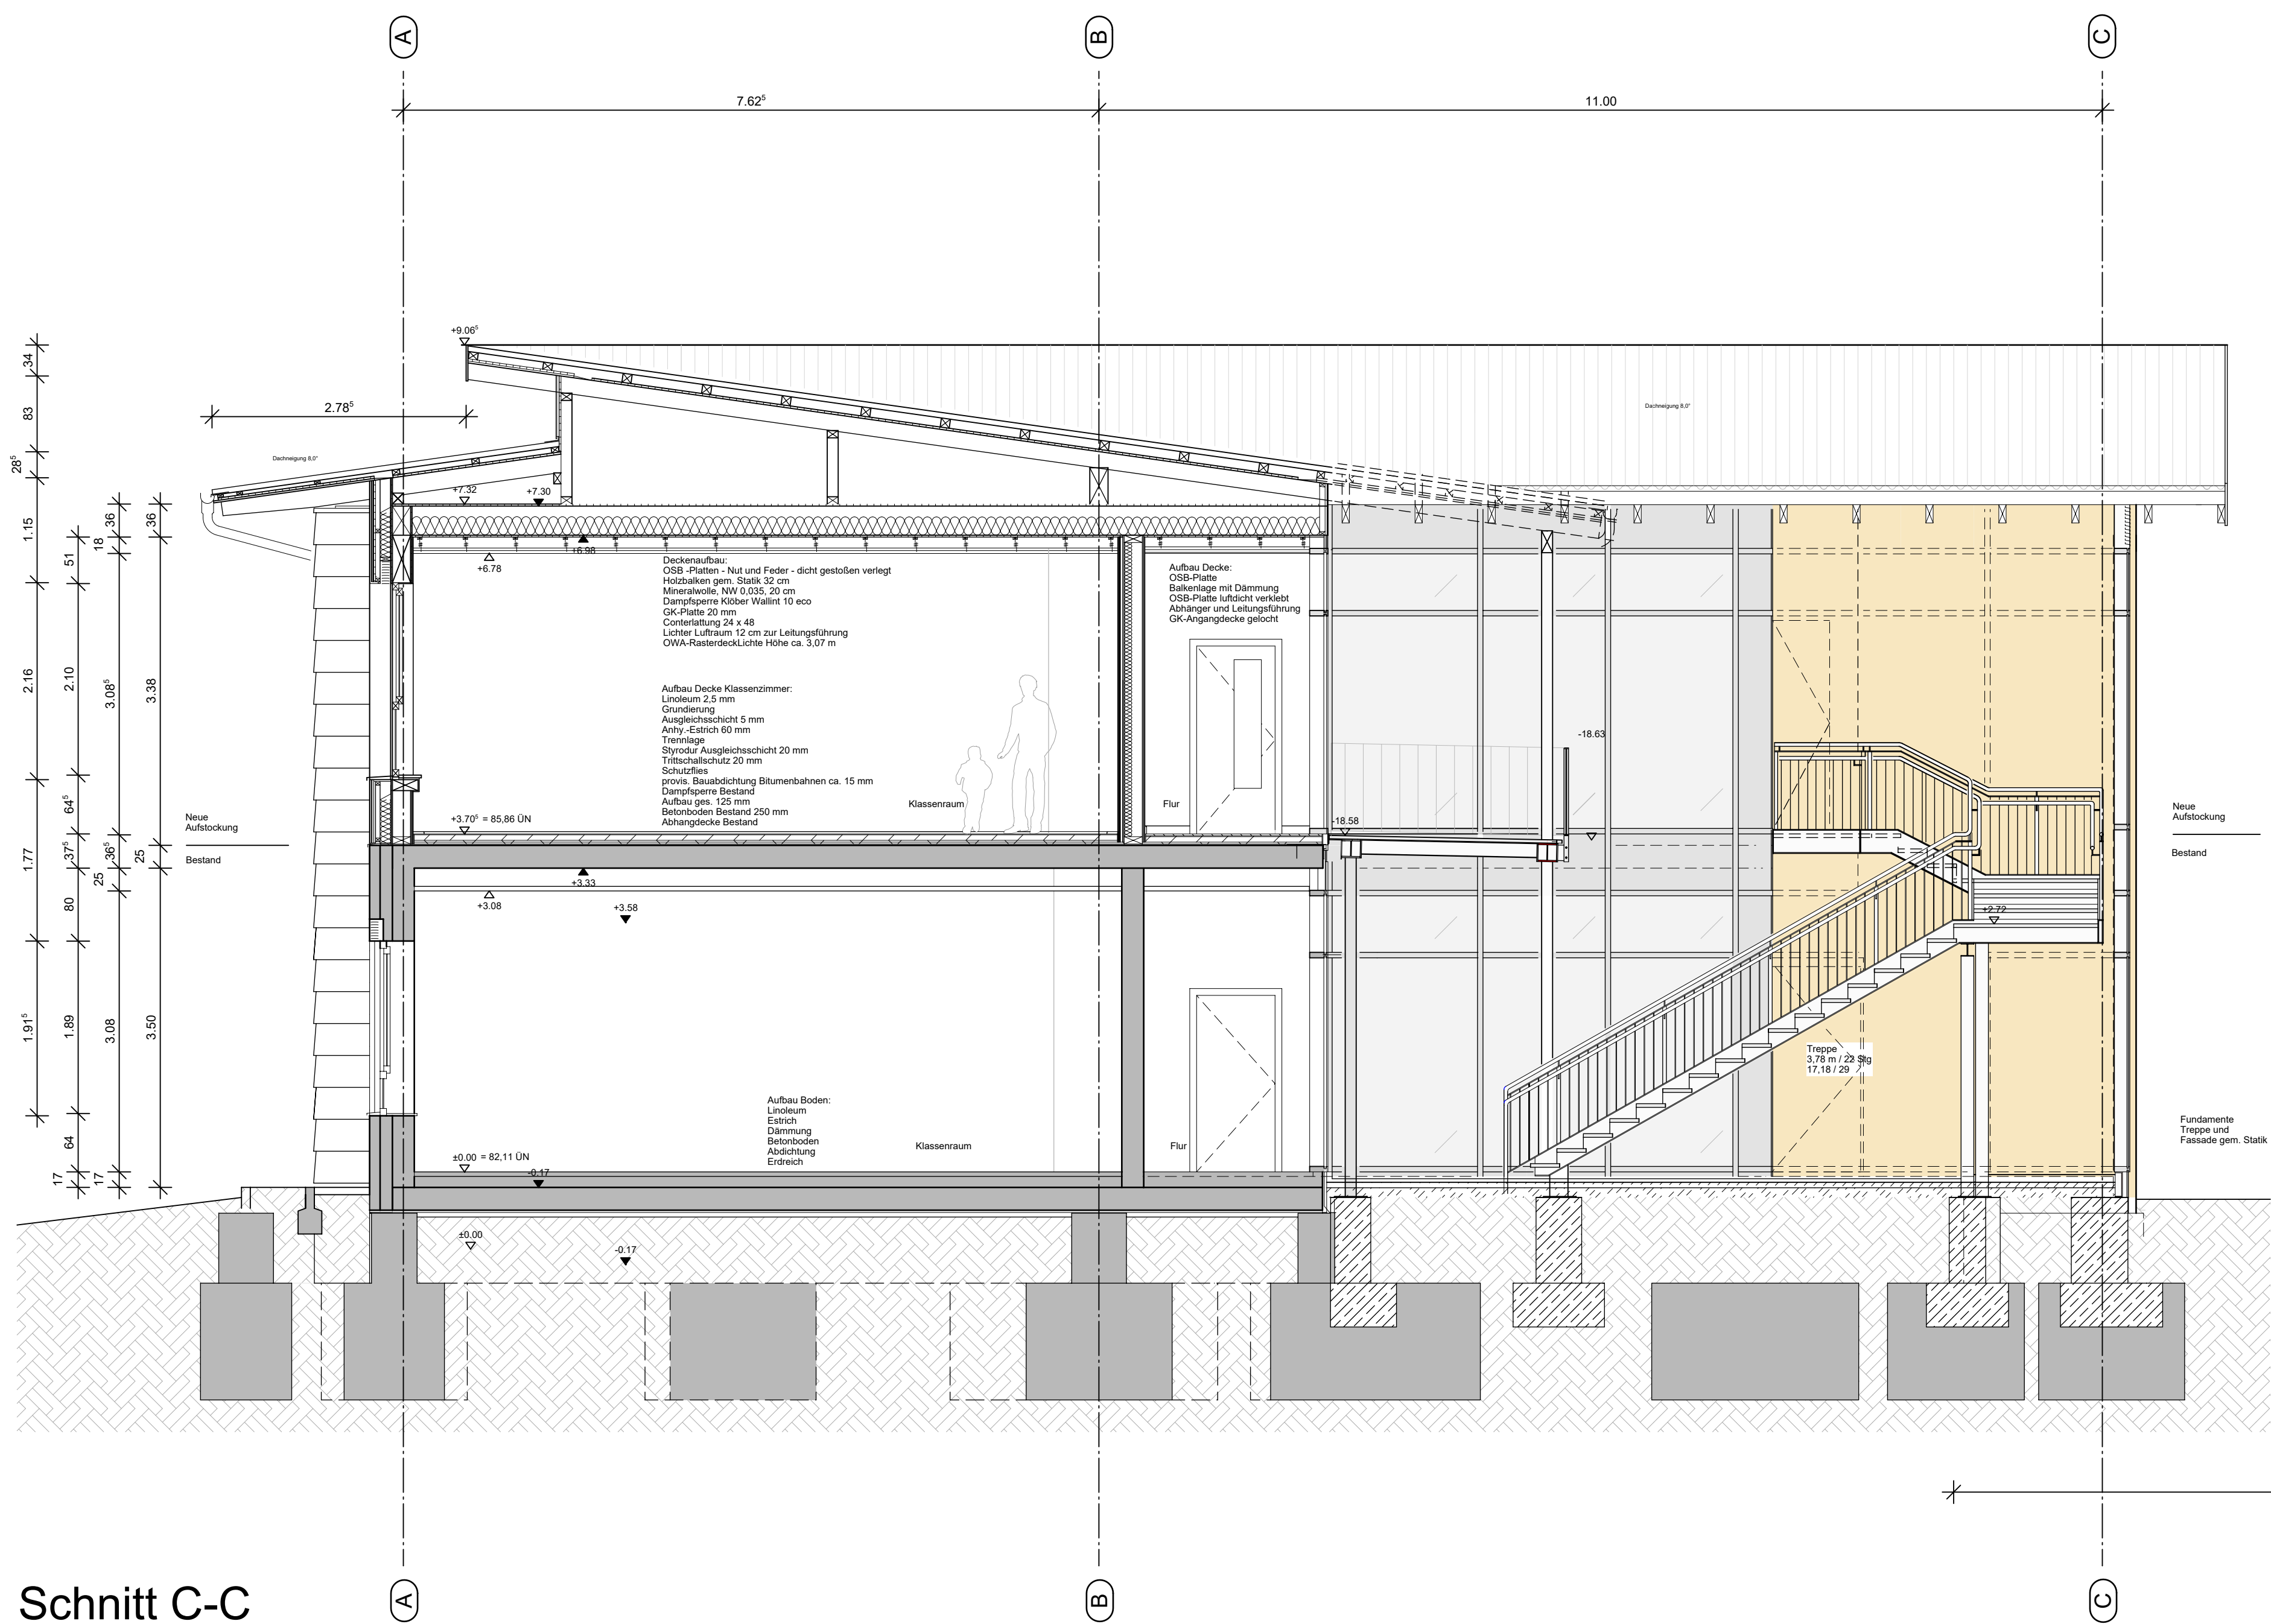 A
B
C
7.62⁵
11.00
+9.06⁵
34
83
2.78⁵
Dachneigung 8,0°
28⁵
Dachneigung 8,0°
+7.32
+7.30
1.15
51
18
36
36
+6.98
+6.78
Deckenaufbau:
OSB -Platten - Nut und Feder - dicht gestoßen verlegt
Holzbalken gem. Statik 32 cm
Mineralwolle, NW 0,035, 20 cm
Dampfsperre Klöber Wallint 10 eco
GK-Platte 20 mm
Conterlattung 24 x 48
Lichter Luftraum 12 cm zur Leitungsführung
OWA-RasterdeckLichte Höhe ca. 3,07 m
Aufbau Decke:
OSB-Platte
Balkenlage mit Dämmung
OSB-Platte luftdicht verklebt
Abhänger und Leitungsführung
GK-Angangdecke gelocht
2.16
2.10
3.08⁵
3.38
Aufbau Decke Klassenzimmer:
Linoleum 2,5 mm
Grundierung
Ausgleichsschicht 5 mm
Anhy.-Estrich 60 mm
Trennlage
Styrodur Ausgleichsschicht 20 mm
Trittschallschutz 20 mm
Schutzflies
provis. Bauabdichtung Bitumenbahnen ca. 15 mm
Dampfsperre Bestand
Aufbau ges. 125 mm
Betonboden Bestand 250 mm
Abhangdecke Bestand
Klassenraum
Flur
-18.63
-18.58
+3.70⁵ = 85,86 ÜN
64⁵
Neue
Aufstockung
Bestand
Neue
Aufstockung
Bestand
1.77
37⁵
36⁵
25
25
80
+3.33
+3.08
+3.58
+2.72
1.91⁵
1.89
3.08
3.50
Treppe
3,78 m / 22 Stg
17,18 / 29
Aufbau Boden:
Linoleum
Estrich
Dämmung
Betonboden
Abdichtung
Erdreich
Klassenraum
Flur
Fundamente
Treppe und
Fassade gem. Statik
64
17
17
±0.00 = 82,11 ÜN
-0.17
±0.00
-0.17
Schnitt C-C
A
B
C